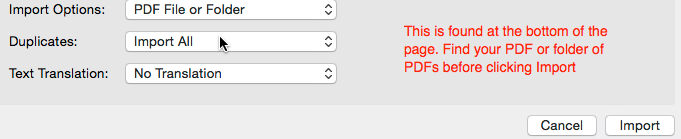 Import Options: PDF File or Folder
Duplicates: Import All
Text Translation: No Translation
This is found at the bottom of the
page. Find your PDF or folder of
PDFs before clicking Import
Cancel Import